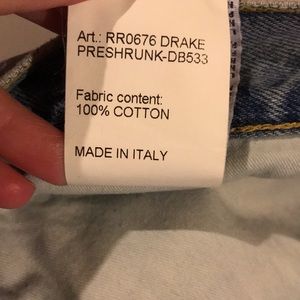 Art.: RR0676 DRAKE
PRESHRUNK-DB533
Fabric content:
100% COTTON
MADE IN ITALY